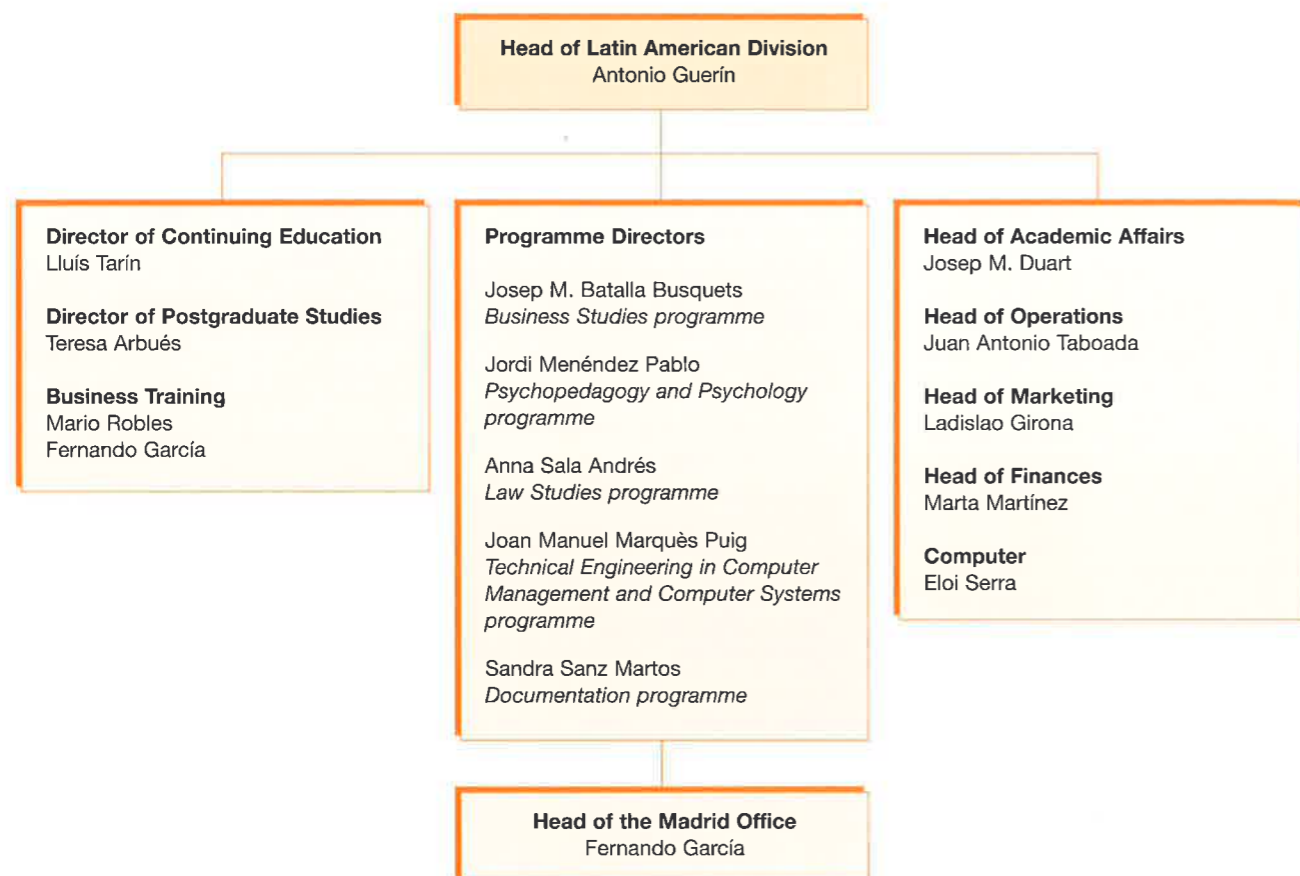 Head of Latin American Division
Antonio Guerín
Director of Continuing Education
Lluís Tarín
Director of Postgraduate Studies
Teresa Arbués
Business Training
Mario Robles
Fernando García
Programme Directors
Josep M. Batalla Busquets
Business Studies programme
Jordi Menéndez Pablo
Psychopedagogy and Psychology
programme
Anna Sala Andrés
Law Studies programme
Joan Manuel Marquès Puig
Technical Engineering in Computer
Management and Computer Systems
programme
Sandra Sanz Martos
Documentation programme
Head of Academic Affairs
Josep M. Duart
Head of Operations
Juan Antonio Taboada
Head of Marketing
Ladislao Girona
Head of Finances
Marta Martínez
Computer
Eloi Serra
Head of the Madrid Office
Fernando García